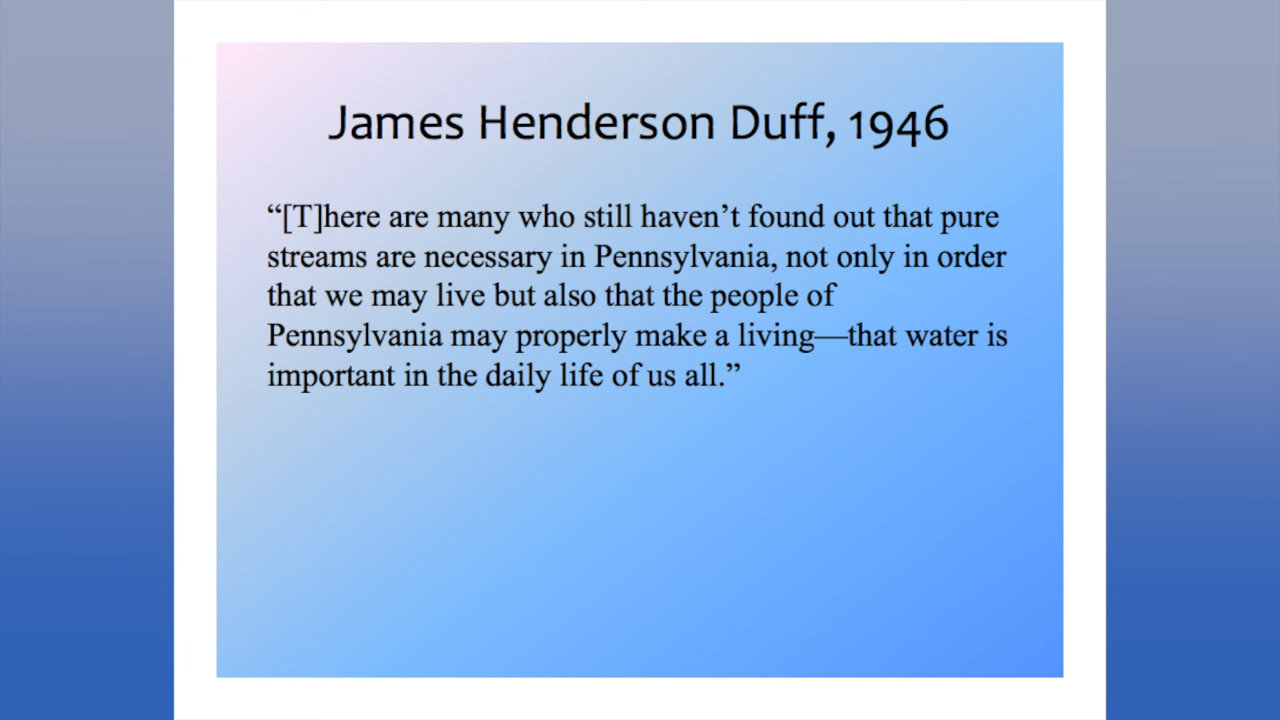 James Henderson Duff, 1946
“[T]here are many who still haven’t found out that pure
streams are necessary in Pennsylvania, not only in order
that we may live but also that the people of
Pennsylvania may properly make a living—that water is
important in the daily life of us all.”